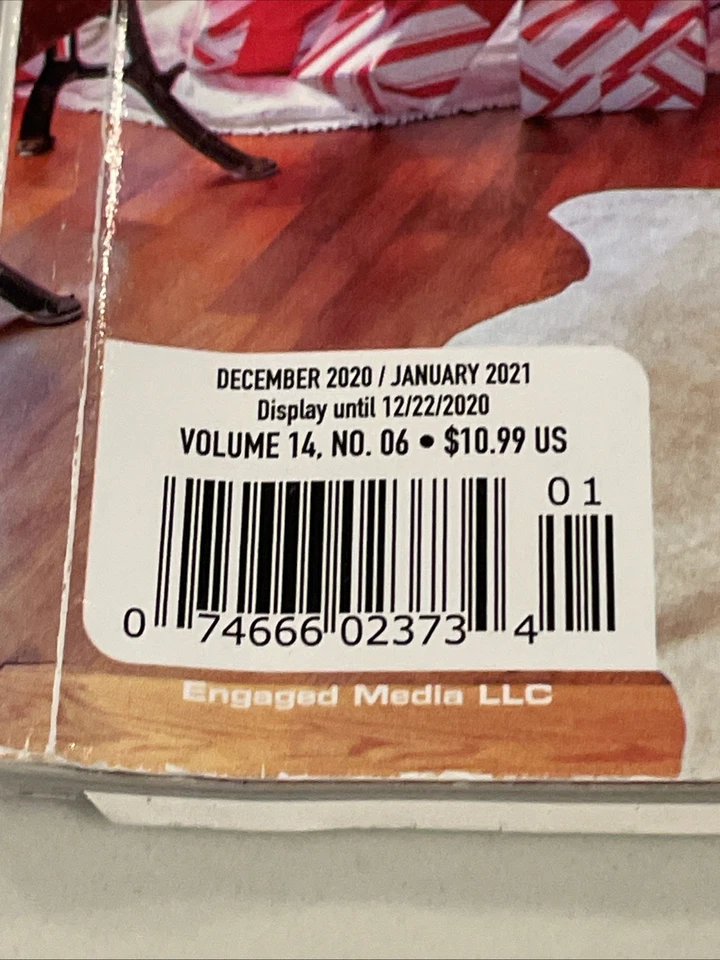 DECEMBER 2020 / JANUARY 2021
Display until 12/22/2020
VOLUME 14, NO. 06 • $10.99 US
01
0 74666 02373 4
Engaged Media LLC